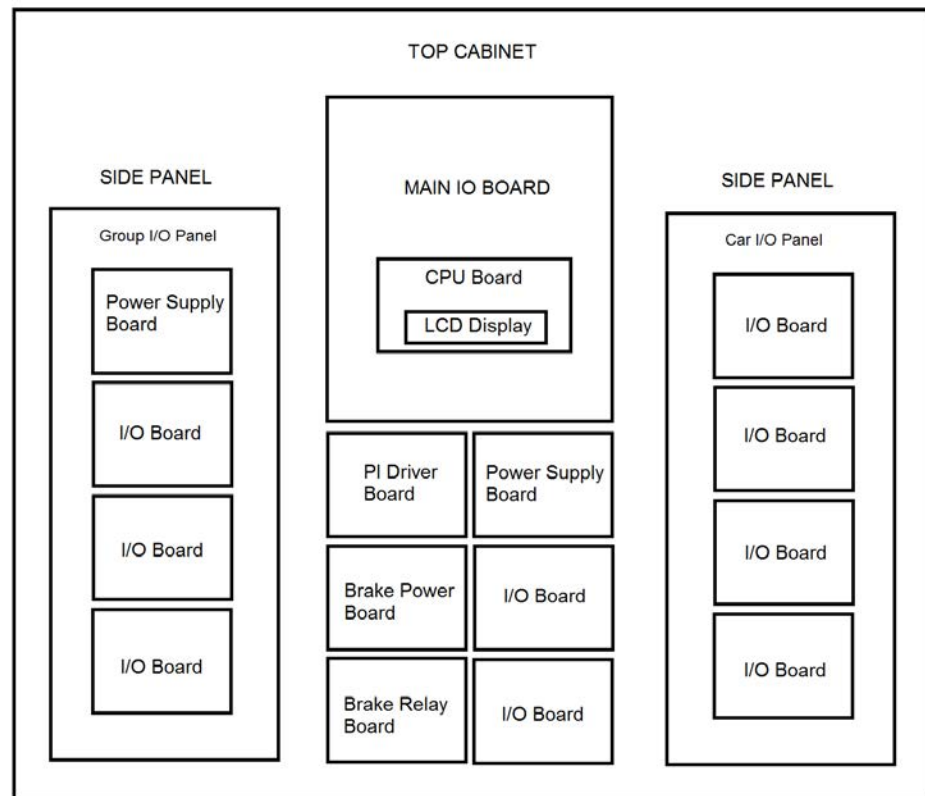 TOP CABINET
SIDE PANEL
Group I/O Panel
Power Supply
Board
I/O Board
I/O Board
I/O Board
MAIN IO BOARD
CPU Board
LCD Display
PI Driver
Board
Power Supply
Board
Brake Power
Board
I/O Board
Brake Relay
Board
I/O Board
SIDE PANEL
Car I/O Panel
I/O Board
I/O Board
I/O Board
I/O Board